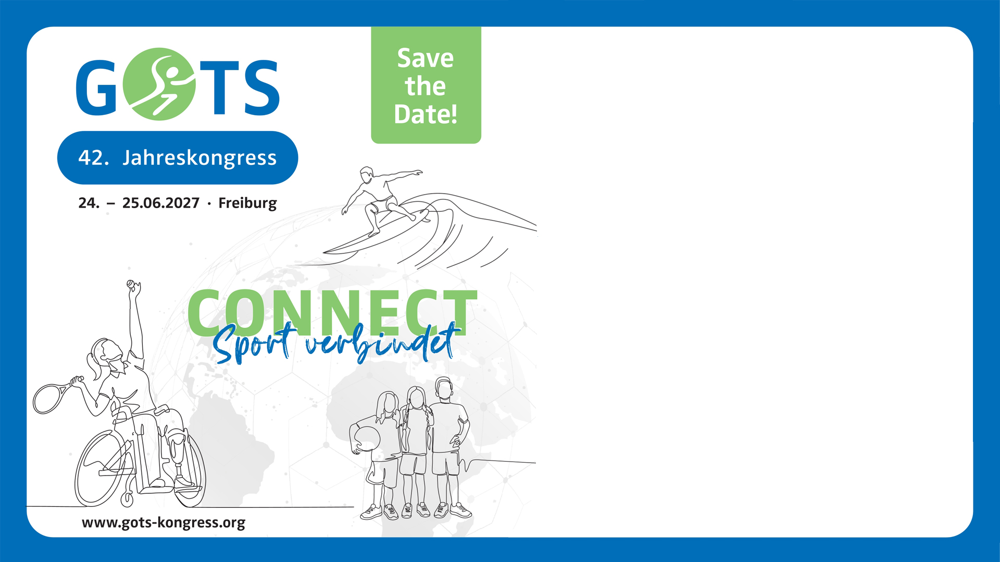 GOTS
Save
the
Date!
42. Jahreskongress
24. – 25.06.2027 · Freiburg
CONNECT
Sport verbindet
www.gots-kongress.org